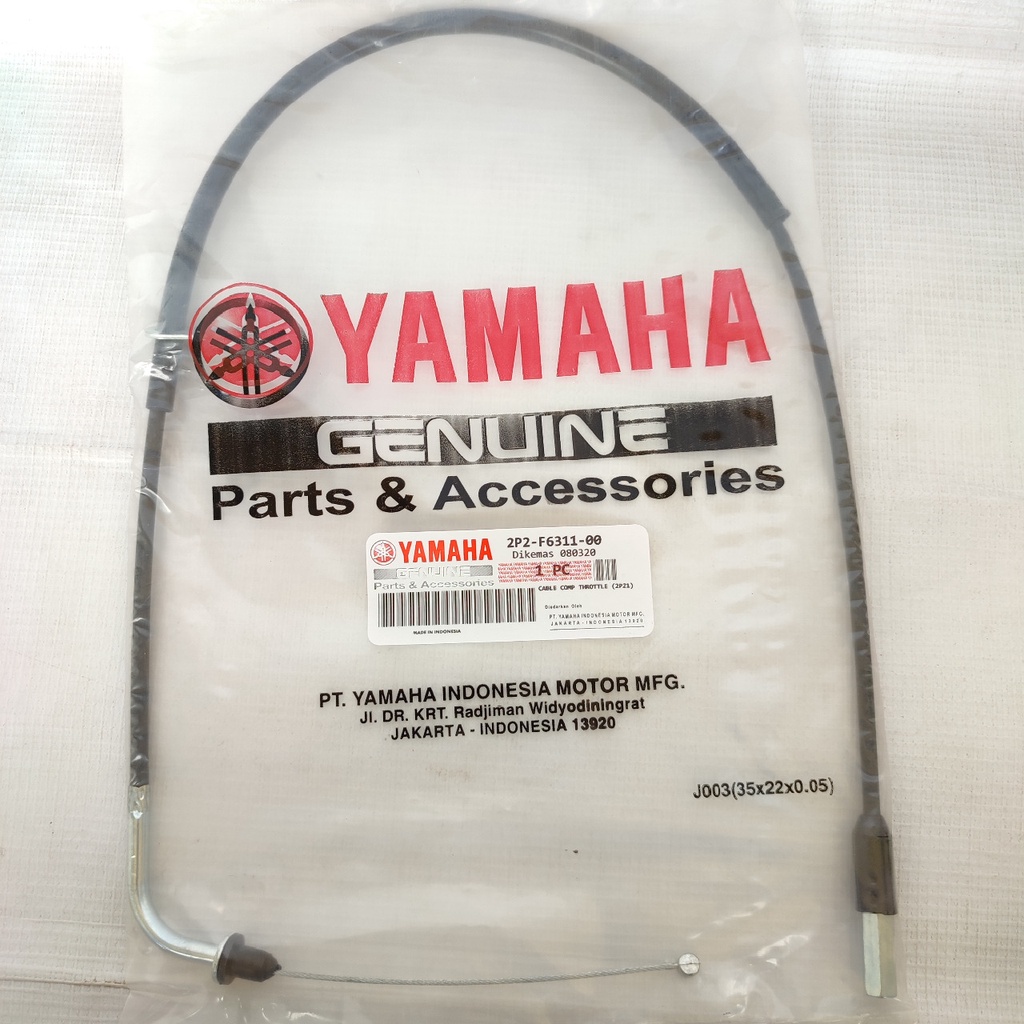 YAMAHA
GENUINE
Parts & Accessories
YAMAHA
GENUINE
Parts & Accessories
MADE IN INDONESIA
2P2-F6311-00
Dikemas 080320
1 PC
CABLE COMP THROTTLE (2PZ1)
Diedarkan Oleh
PT. YAMAHA INDONESIA MOTOR MFG.
JAKARTA - INDONESIA 13920
PT. YAMAHA INDONESIA MOTOR MFG.
Jl. DR. KRT. Radjiman Widyodiningrat
JAKARTA - INDONESIA 13920
J003(35x22x0.05)